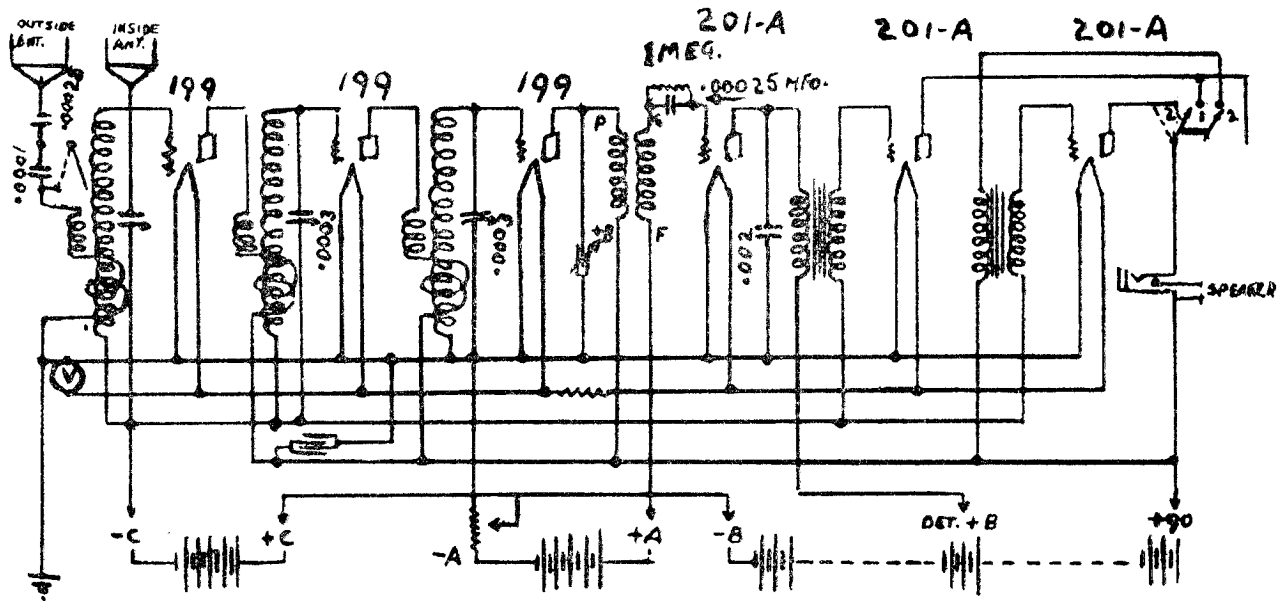 OUTSIDE
ANT.
INSIDE
ANT.
199
199
199
201-A
201-A
201-A
1 MEG.
.00025 MFD.
.00025
.0001
.0003
.0003
P
F
.002
2
1
2
SPEAKER
V
-C
+C
-A
+A
-B
DET. + B
+90